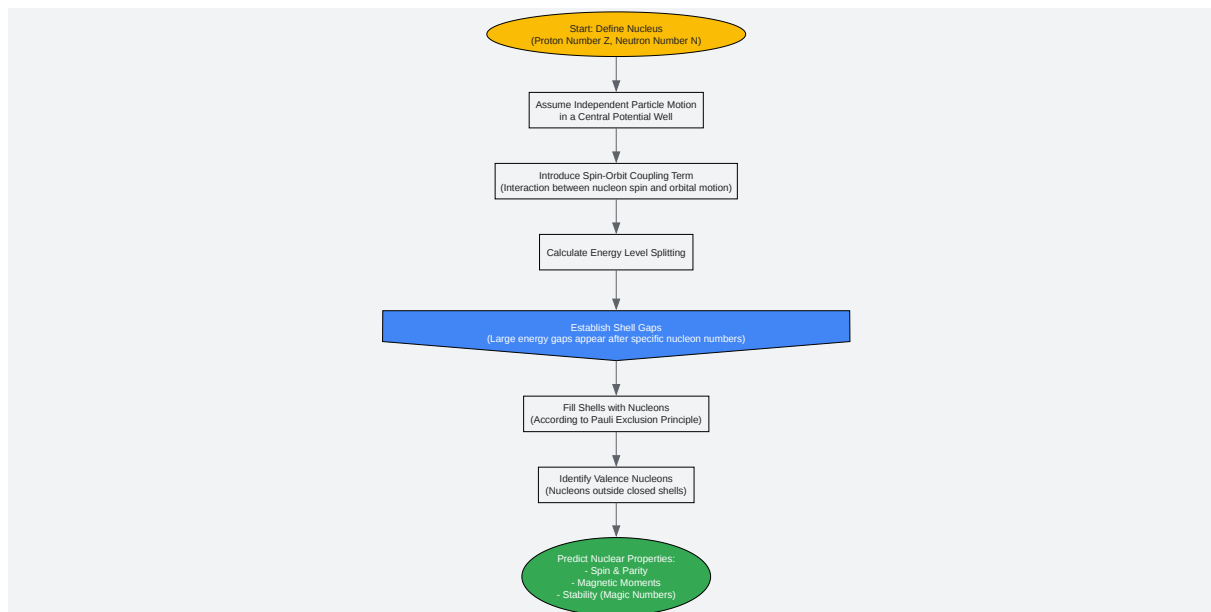 Start: Define Nucleus
(Proton Number Z, Neutron Number N)
Assume Independent Particle Motion
in a Central Potential Well
Introduce Spin-Orbit Coupling Term
(Interaction between nucleon spin and orbital motion)
Calculate Energy Level Splitting
Establish Shell Gaps
(Large energy gaps appear after specific nucleon numbers)
Fill Shells with Nucleons
(According to Pauli Exclusion Principle)
Identify Valence Nucleons
(Nucleons outside closed shells)
Predict Nuclear Properties:
- Spin & Parity
- Magnetic Moments
- Stability (Magic Numbers)